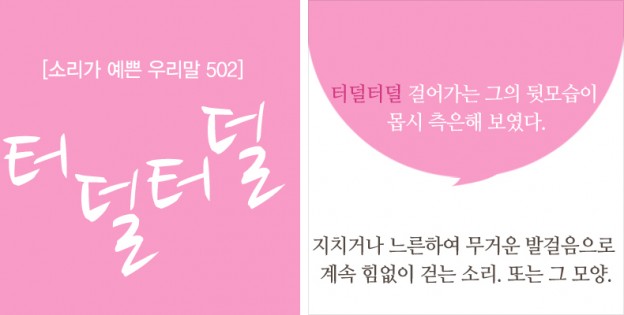 [소리가 예쁜 우리말 502]
터덜터덜
터덜터덜 걸어가는 그의 뒷모습이
몹시 측은해 보였다.
지치거나 느른하여 무거운 발걸음으로
계속 힘없이 걷는 소리. 또는 그 모양.